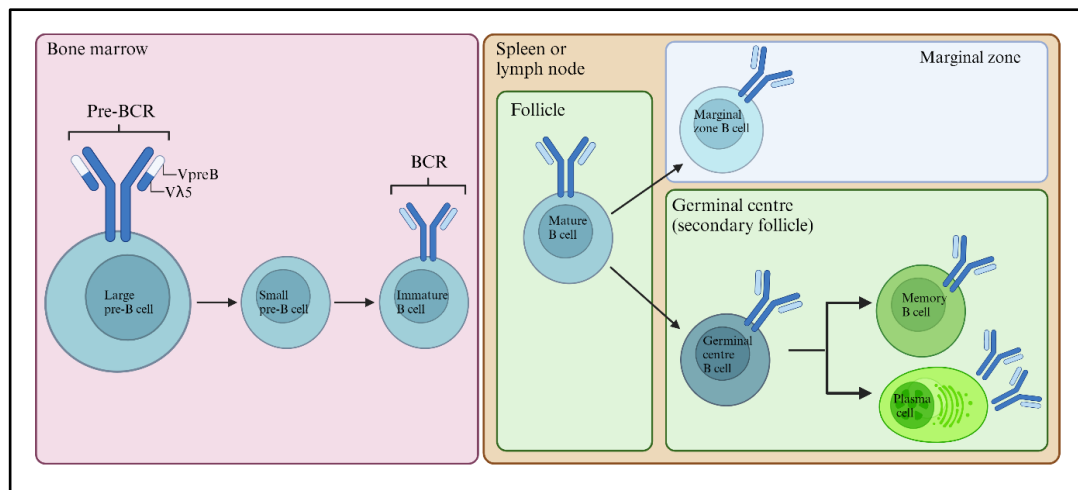 Bone marrow
Pre-BCR
VpreB
Vλ5
BCR
Large
pre-B cell
Small
pre-B cell
Immature
B cell
Spleen or
lymph node
Follicle
Mature
B cell
Marginal zone
Marginal
zone B cell
Germinal centre
(secondary follicle)
Germinal
centre
B cell
Memory
B cell
Plasma
cell